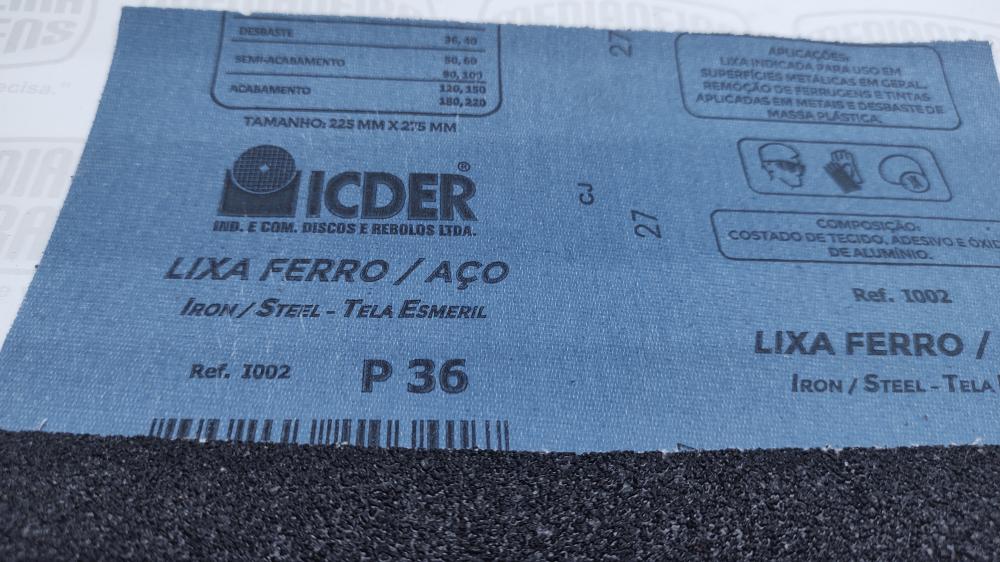 DESBASTE 36, 40
SEMI-ACABAMENTO 50, 60
80, 100
ACABAMENTO 120, 150
180, 220
TAMANHO: 225 MM X 275 MM
ICDER®
IND. E COM. DISCOS E REBOLOS LTDA.
LIXA FERRO / AÇO
IRON / STEEL - TELA ESMERIL
Ref. I002 P 36
27
CJ
27
APLICAÇÕES:
LIXA INDICADA PARA USO EM
SUPERFÍCIES METÁLICAS EM GERAL,
REMOÇÃO DE FERRUGENS E TINTAS
APLICADAS EM METAIS E DESBASTE DE
MASSA PLÁSTICA.
COMPOSIÇÃO:
COSTADO DE TECIDO, ADESIVO E ÓXI
DE ALUMÍNIO.
Ref. I002
LIXA FERRO /
IRON / STEEL - TELA